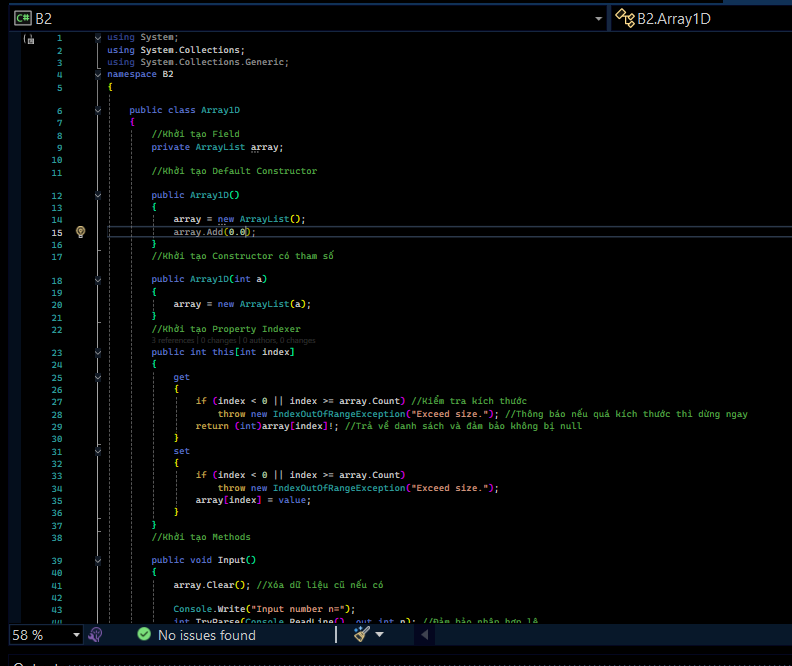 C# B2
B2.Array1D
1 using System;
2 using System.Collections;
3 using System.Collections.Generic;
4 namespace B2
5 {
6 public class Array1D
7 {
8 //Khởi tạo Field
9 private ArrayList array;
10
11 //Khởi tạo Default Constructor
12 public Array1D()
13 {
14 array = new ArrayList();
15 array.Add(0.0);
16 }
17 //Khởi tạo Constructor có tham số
18 public Array1D(int a)
19 {
20 array = new ArrayList(a);
21 }
22 //Khởi tạo Property Indexer
3 references | 0 changes | 0 authors, 0 changes
23 public int this[int index]
24 {
25 get
26 {
27 if (index < 0 || index >= array.Count) //Kiểm tra kích thước
28 throw new IndexOutOfRangeException("Exceed size."); //Thông báo nếu quá kích thước thì dừng ngay
29 return (int)array[index]!; //Trả về danh sách và đảm bảo không bị null
30 }
31 set
32 {
33 if (index < 0 || index >= array.Count)
34 throw new IndexOutOfRangeException("Exceed size.");
35 array[index] = value;
36 }
37 }
38 //Khởi tạo Methods
39 public void Input()
40 {
41 array.Clear(); //Xóa dữ liệu cũ nếu có
42
43 Console.Write("Input number n=");
44 int.TryParse(Console.ReadLine(), out int n); //Đảm bảo nhập hợp lệ
58 %
No issues found